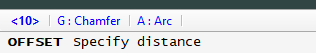 <10> G : Chamfer A : Arc
OFFSET Specify distance